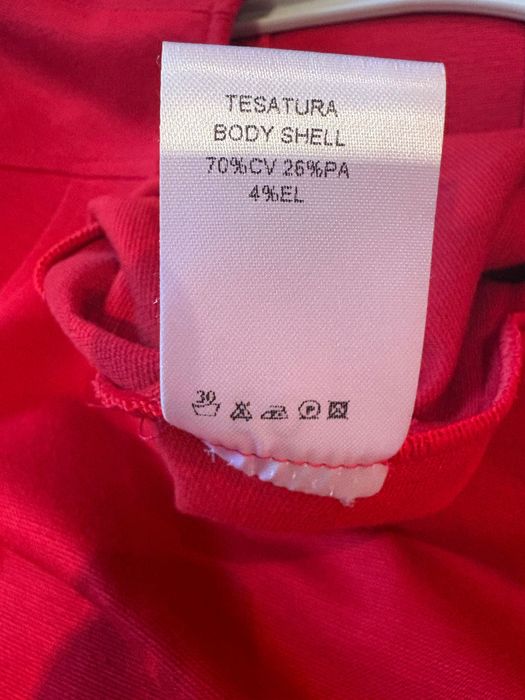 TESATURA
BODY SHELL
70%CV 26%PA
4%EL
30
P